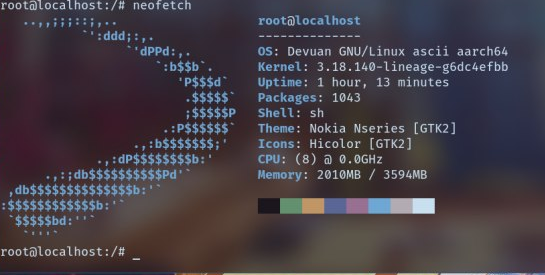 root@localhost:/# neofetch
..,,;;;::;,..
`':ddd;:,.
`'dPPd:,.
`:b$$b`.
'P$$$d`
.$$$$$`
;$$$$$P
.:P$$$$$$`
.,:b$$$$$$$;'
.,:dP$$$$$$$$b:'
.,:;db$$$$$$$$$$Pd'`
,db$$$$$$$$$$$$$$b:'`
:$$$$$$$$$$$$b:'`
`$$$$$bd:''`
`'''`
root@localhost
--------------
OS: Devuan GNU/Linux ascii aarch64
Kernel: 3.18.140-lineage-g6dc4efbb
Uptime: 1 hour, 13 minutes
Packages: 1043
Shell: sh
Theme: Nokia Nseries [GTK2]
Icons: Hicolor [GTK2]
CPU: (8) @ 0.0GHz
Memory: 2010MB / 3594MB
root@localhost:/# _